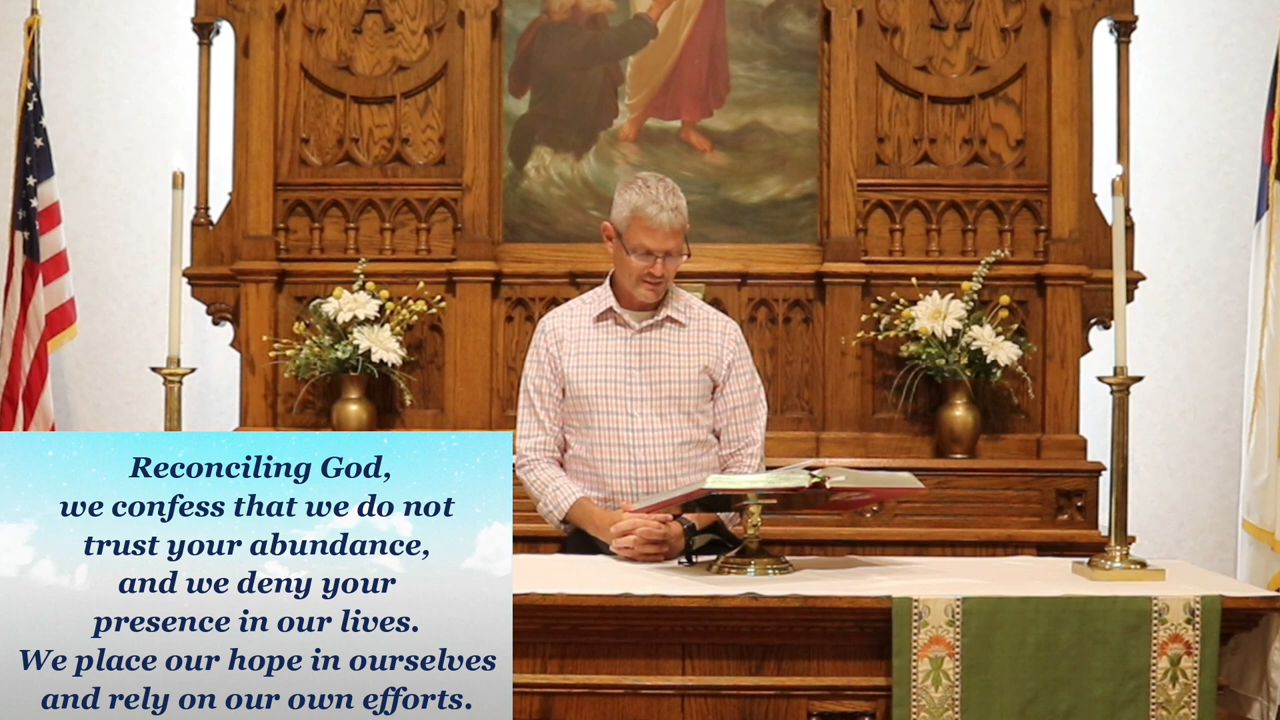 Reconciling God,
we confess that we do not
trust your abundance,
and we deny your
presence in our lives.
We place our hope in ourselves
and rely on our own efforts.